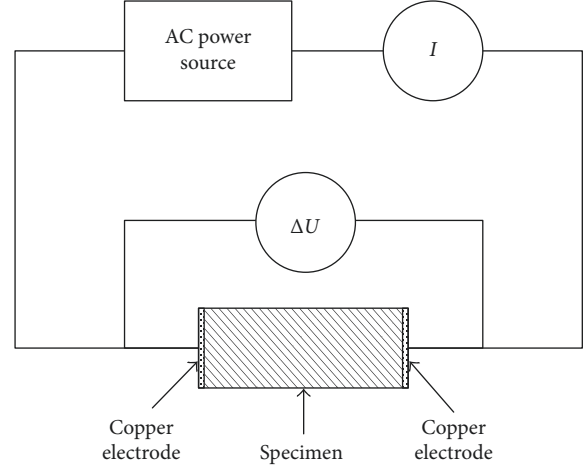 AC power
source
I
ΔU
Copper
electrode
Specimen
Copper
electrode